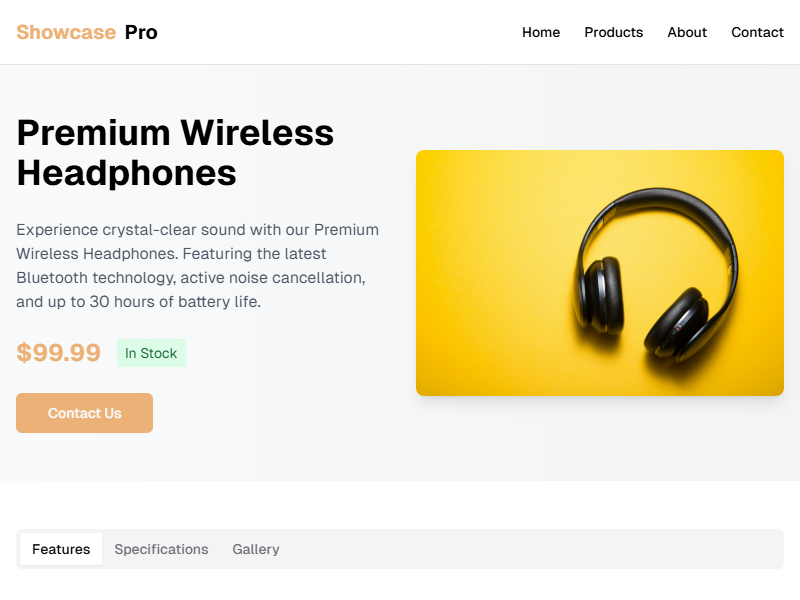 Showcase Pro
Home Products About Contact
Premium Wireless
Headphones
Experience crystal-clear sound with our Premium
Wireless Headphones. Featuring the latest
Bluetooth technology, active noise cancellation,
and up to 30 hours of battery life.
$99.99 In Stock
Contact Us
Features Specifications Gallery